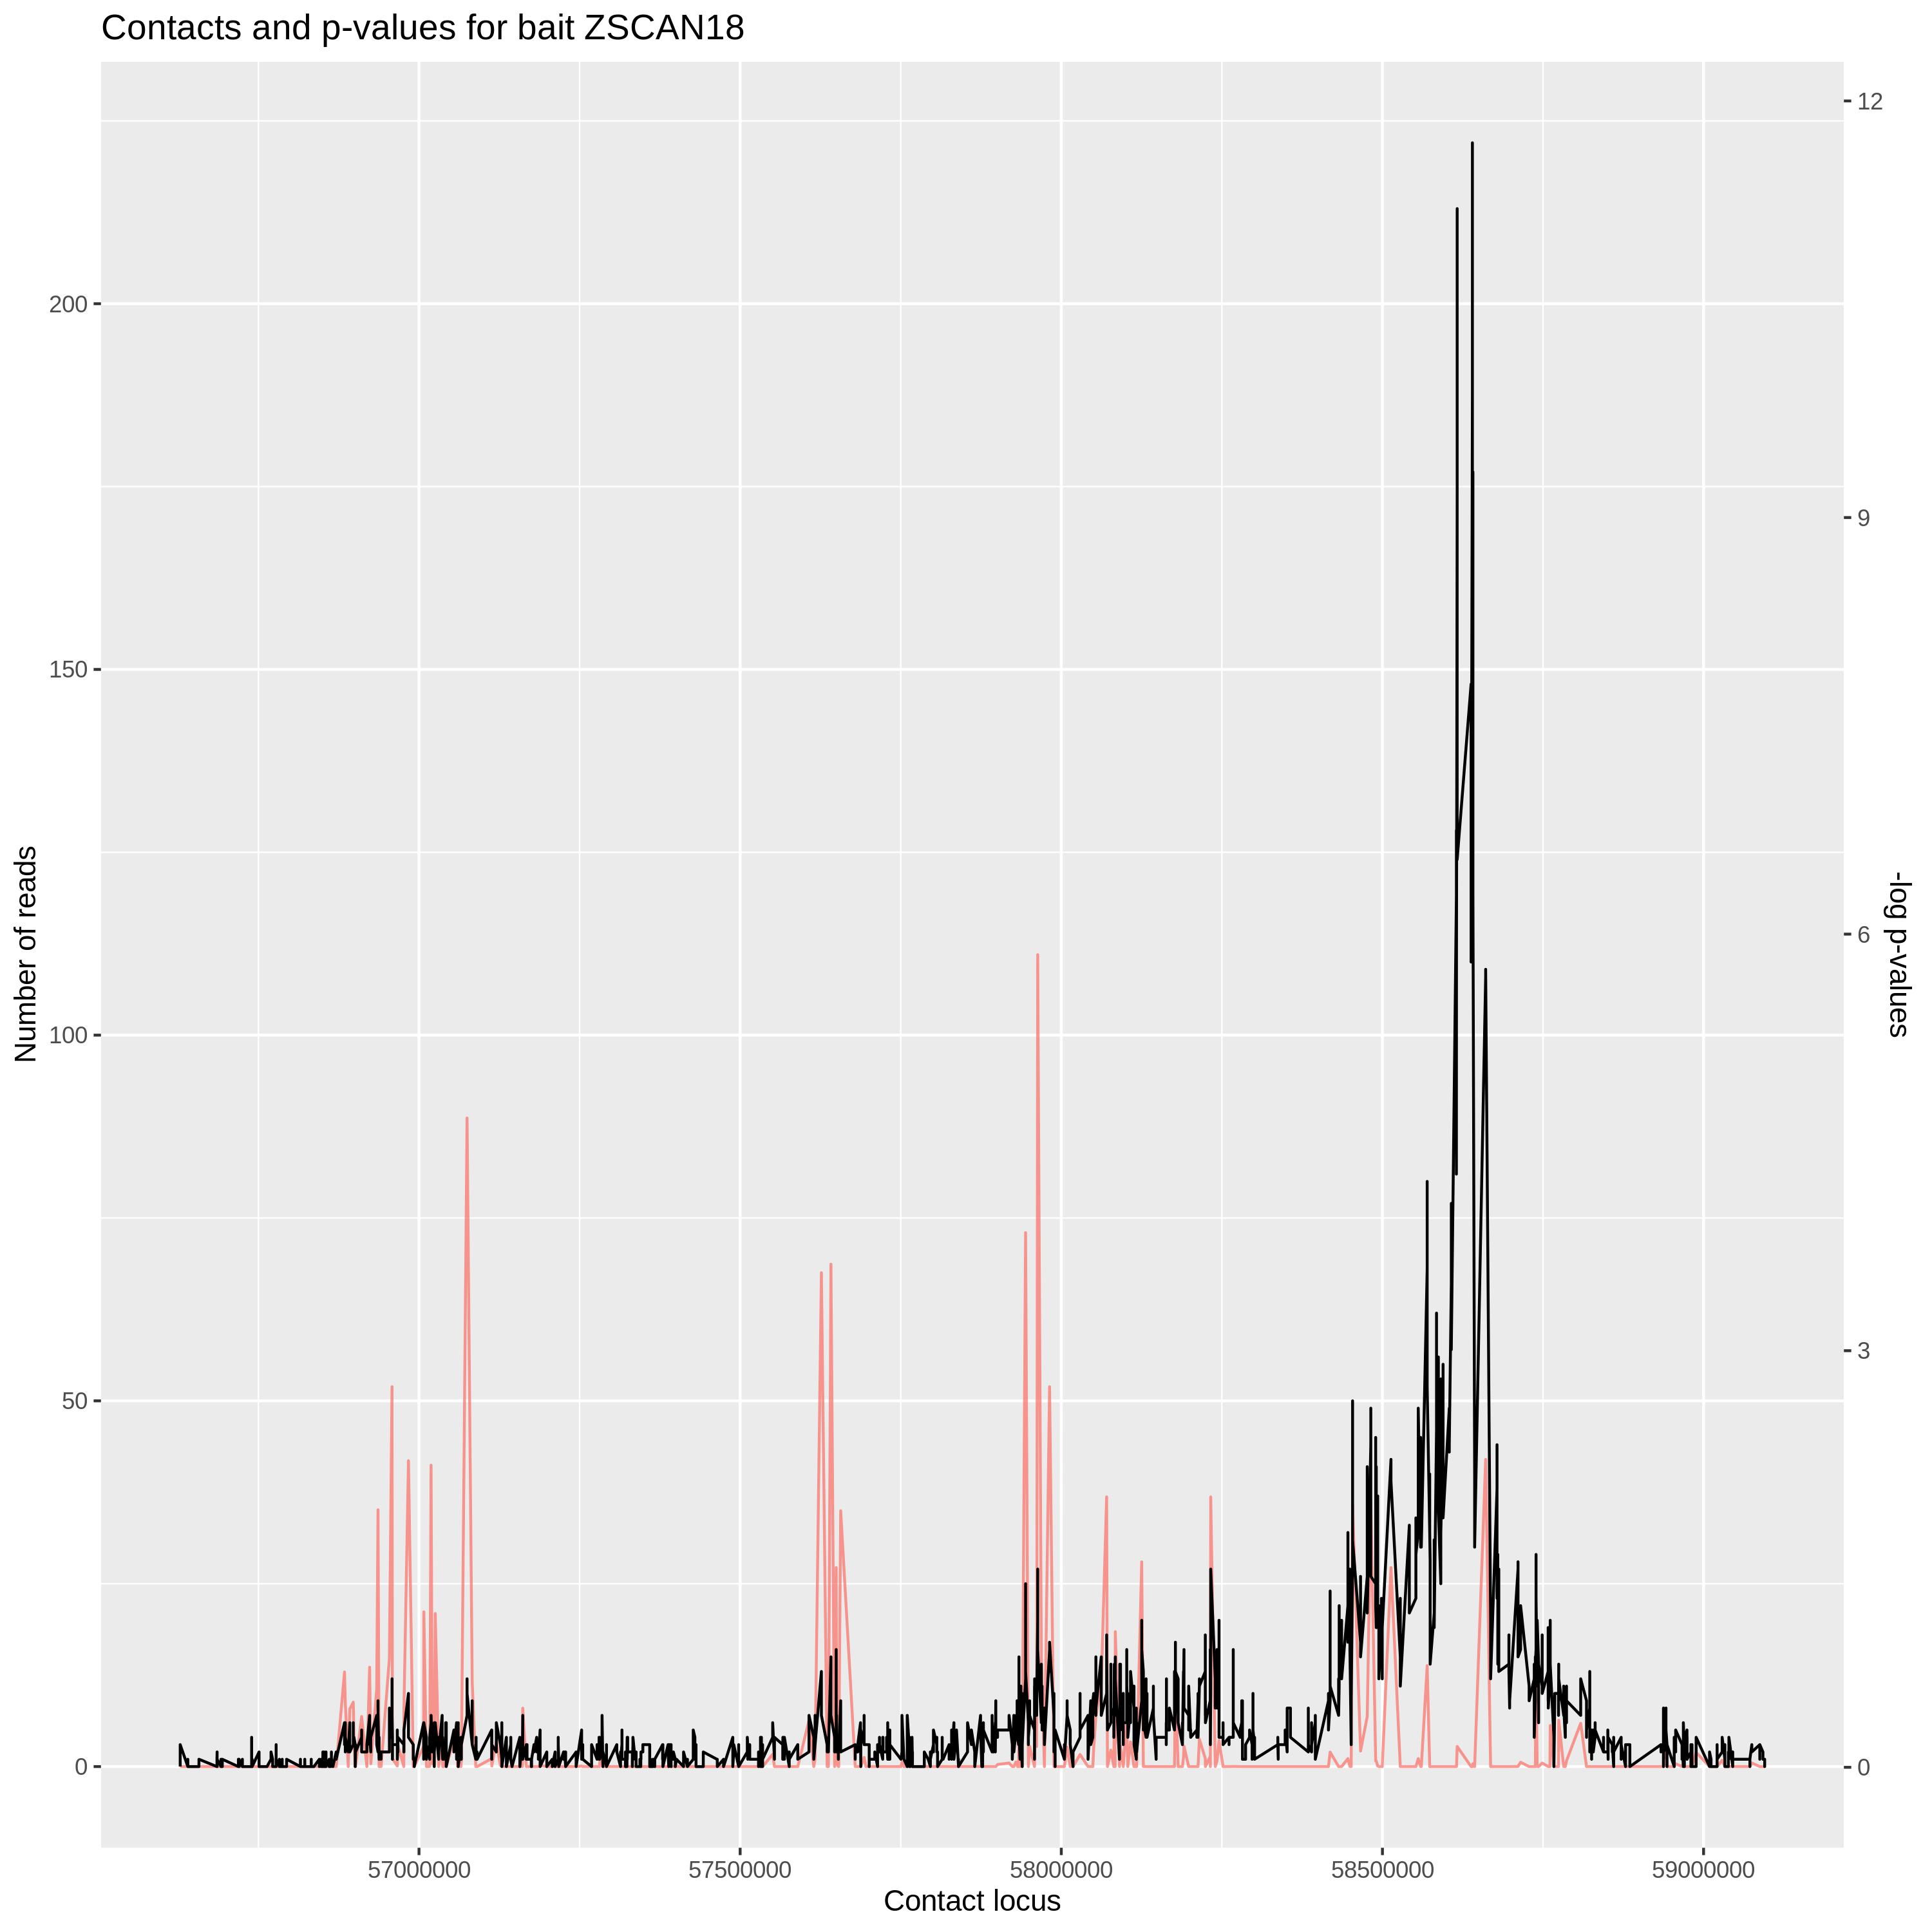 Contacts and p-values for bait ZSCAN18
12
200
9
150
Number of reads
-log p-values
6
100
3
50
0
0
57000000 57500000 58000000 58500000 59000000
Contact locus